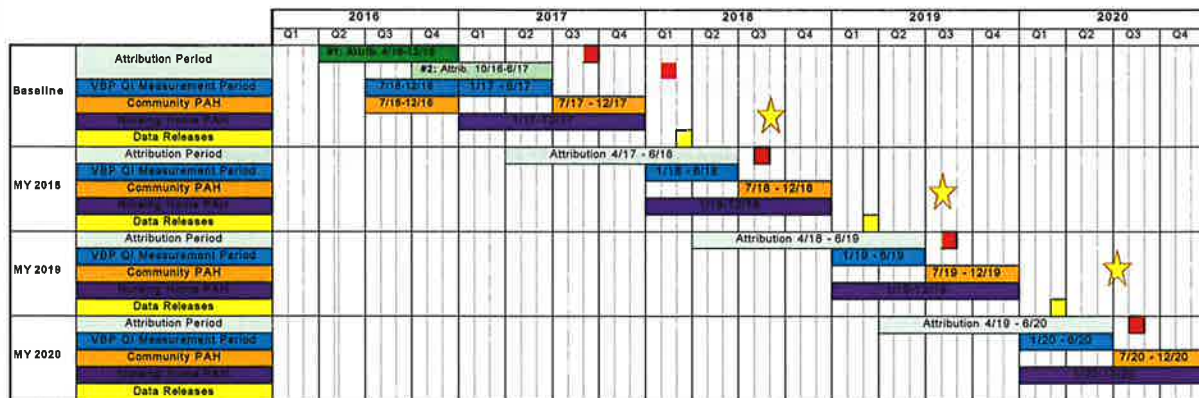 2016 2017 2018 2019 2020
Q1 Q2 Q3 Q4 Q1 Q2 Q3 Q4 Q1 Q2 Q3 Q4 Q1 Q2 Q3 Q4 Q1 Q2 Q3 Q4
Baseline
Attribution Period #1: Attrib 4/16-12/16
#2: Attrib. 10/16-6/17
VBP QI Measurement Period 7/16-12/16 1/17 - 6/17
Community PAH 7/16-12/16 7/17 - 12/17
Nursing Home PAH
Data Releases
Attribution Period Attribution 4/17 - 6/18
MY 2018
VBP QI Measurement Period 1/18 - 6/18
Community PAH 7/18 - 12/18
Nursing Home PAH
Data Releases
Attribution Period Attribution 4/18 - 6/19
MY 2019
VBP QI Measurement Period 1/19 - 6/19
Community PAH 7/19 - 12/19
Nursing Home PAH
Data Releases
Attribution Period Attribution 4/19 - 6/20
MY 2020
VBP QI Measurement Period 1/20 - 6/20
Community PAH 7/20 - 12/20
Nursing Home PAH
Data Releases